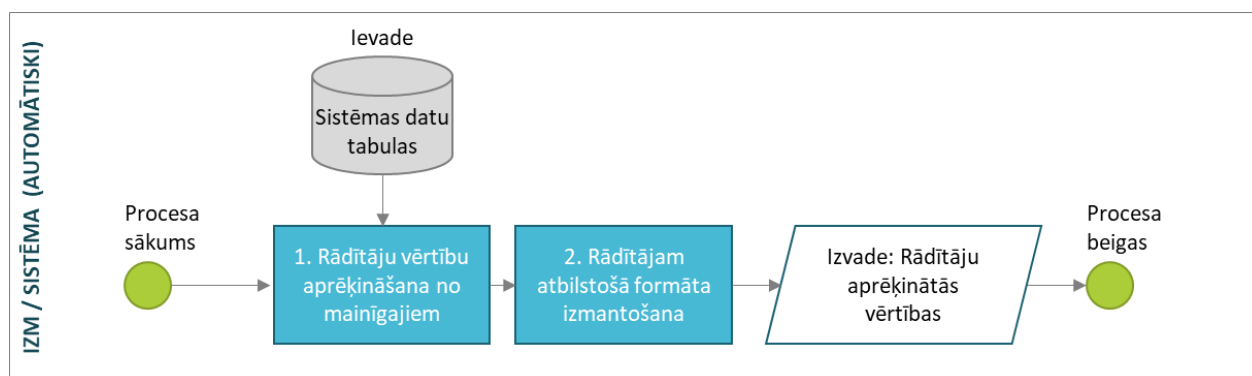 IZM / SISTĒMA (AUTOMĀTISKI)
Ievade
Sistēmas datu
tabulas
Procesa
sākums
1. Rādītāju vērtību
aprēķināšana no
mainīgajiem
2. Rādītājam
atbilstošā formāta
izmantošana
Izvade: Rādītāju
aprēķinātās
vērtības
Procesa
beigas